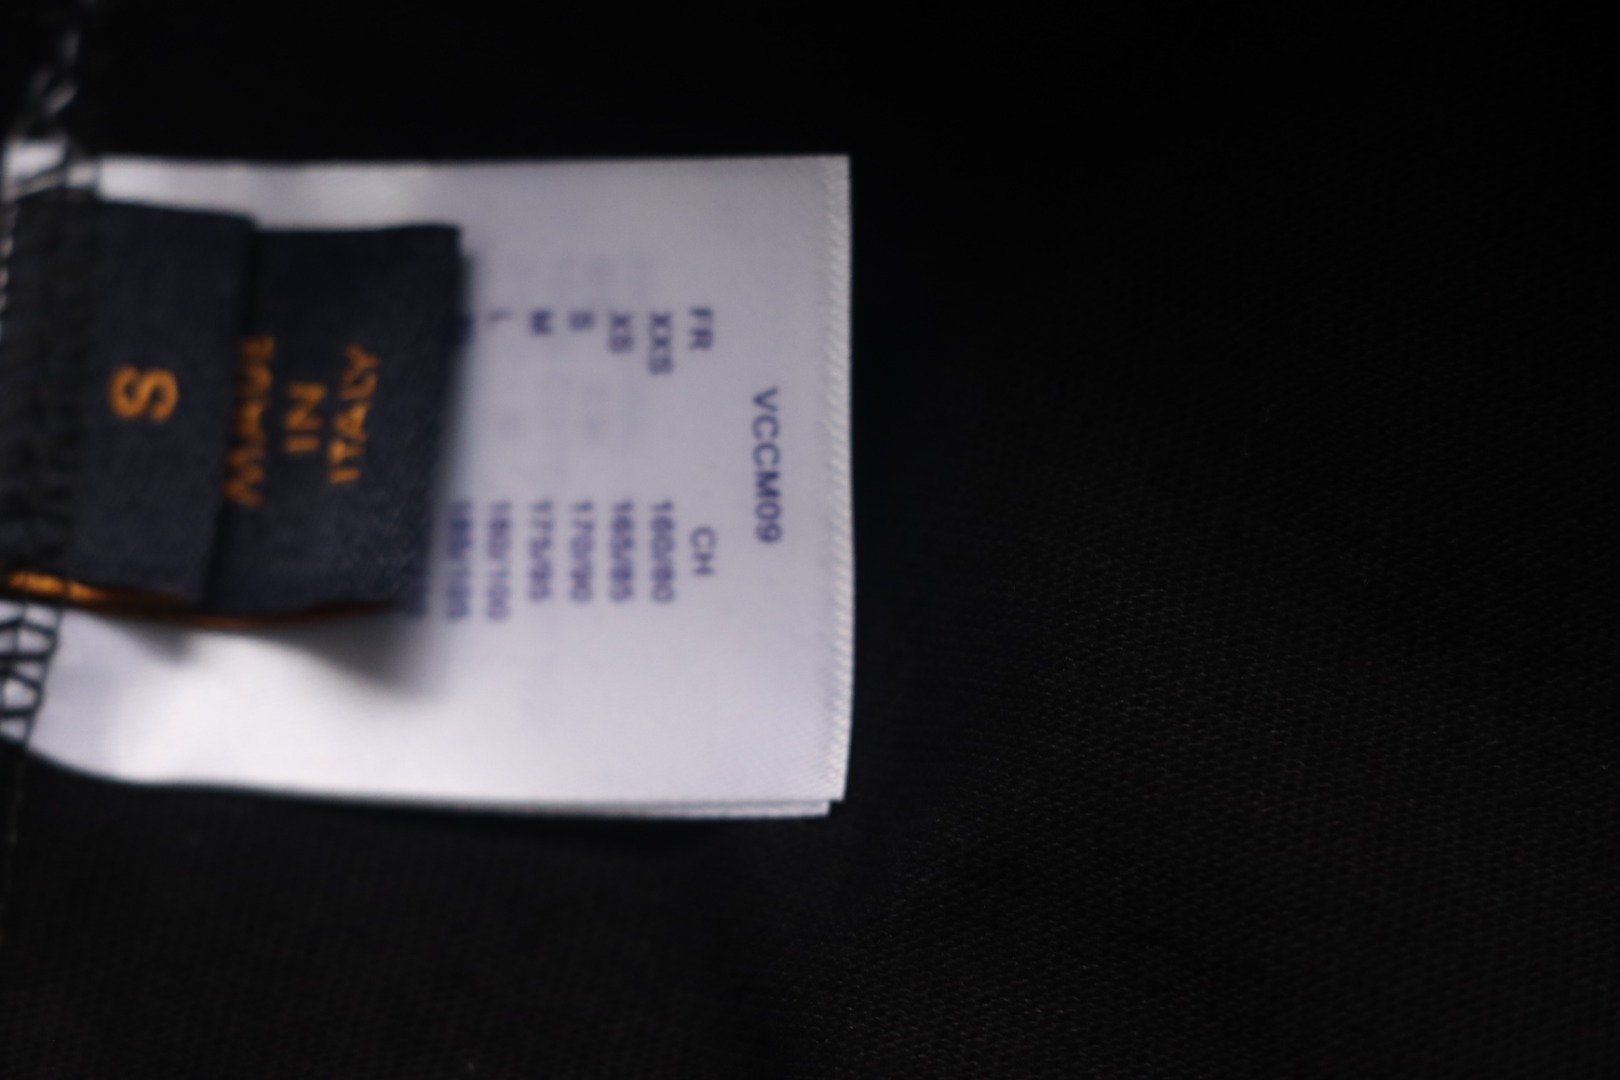 S
MADE
IN
ITALY
VCCM09
FR CH
XXS 160/80
XS 165/85
S 170/90
M 175/95
L 180/100
185/105